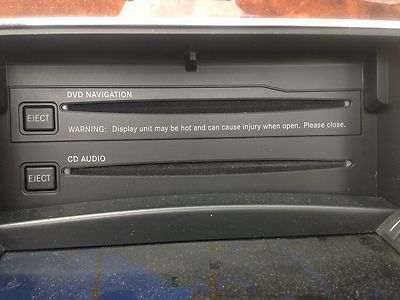 DVD NAVIGATION
EJECT
WARNING: Display unit may be hot and can cause injury when open. Please close.
CD AUDIO
EJECT